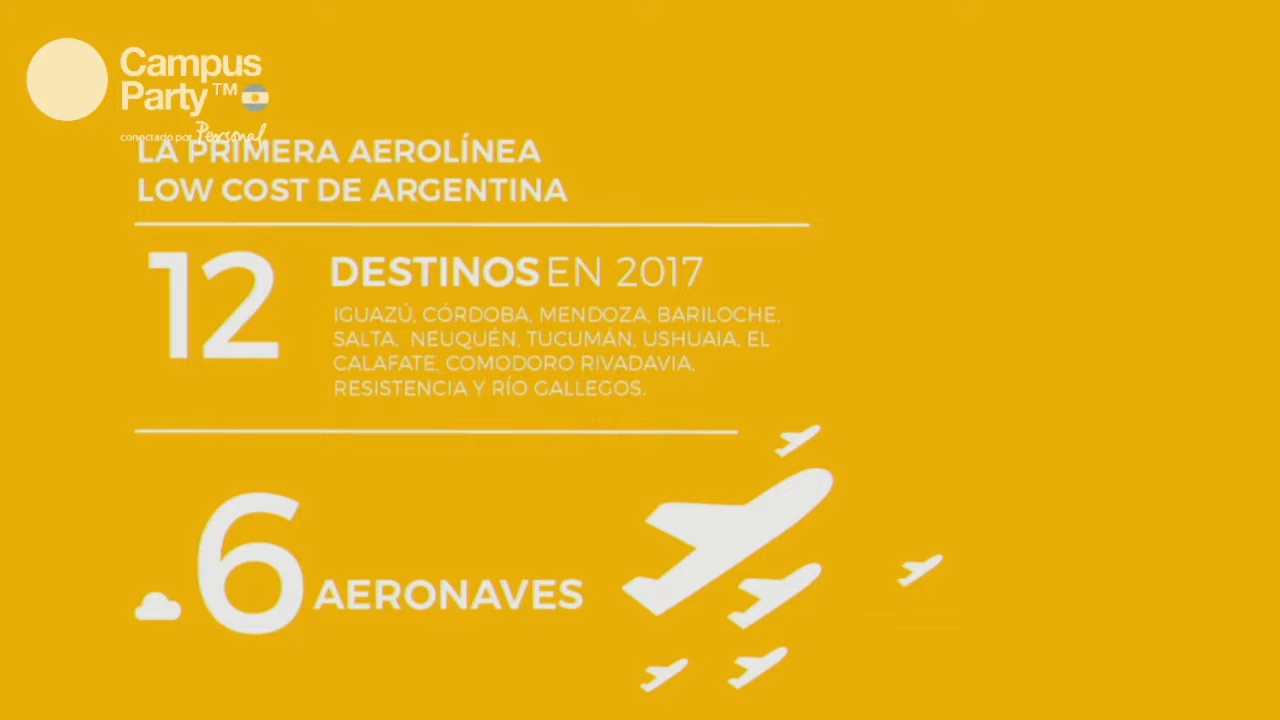 Campus
Party™
conectado por Personal
LA PRIMERA AEROLÍNEA
LOW COST DE ARGENTINA
12 DESTINOS EN 2017
IGUAZÚ, CÓRDOBA, MENDOZA, BARILOCHE,
SALTA, NEUQUÉN, TUCUMÁN, USHUAIA, EL
CALAFATE, COMODORO RIVADAVIA,
RESISTENCIA Y RÍO GALLEGOS.
6 AERONAVES